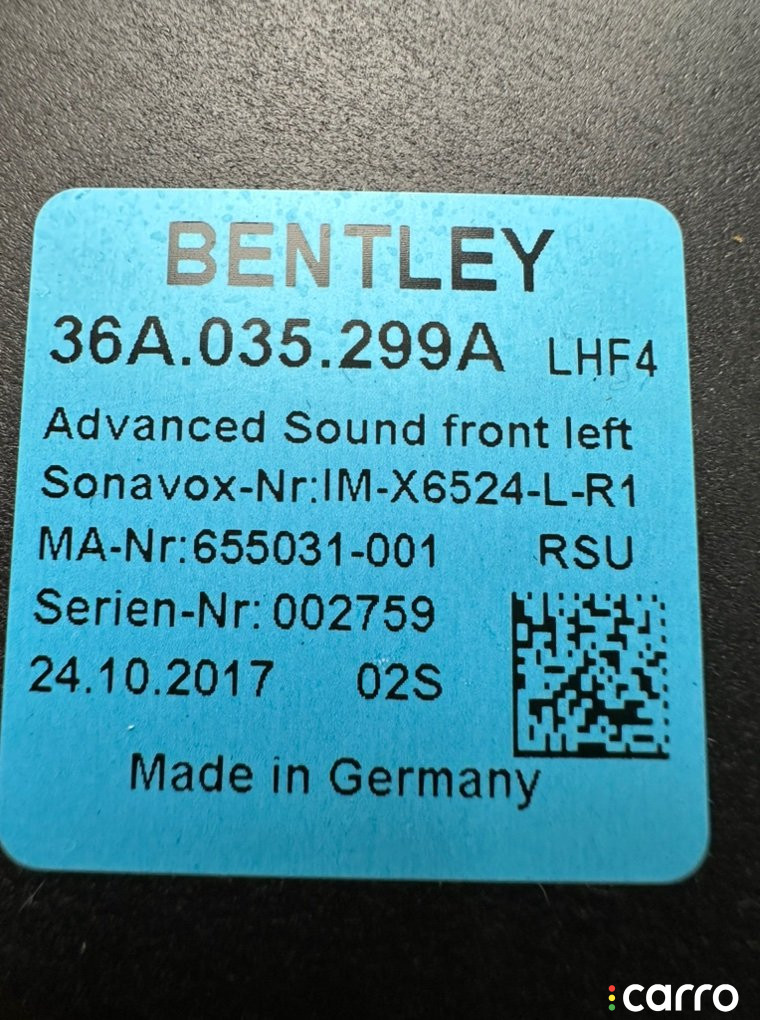 BENTLEY
36A.035.299A LHF4
Advanced Sound front left
Sonavox-Nr:IM-X6524-L-R1
MA-Nr:655031-001 RSU
Serien-Nr: 002759
24.10.2017 02S
Made in Germany
carro